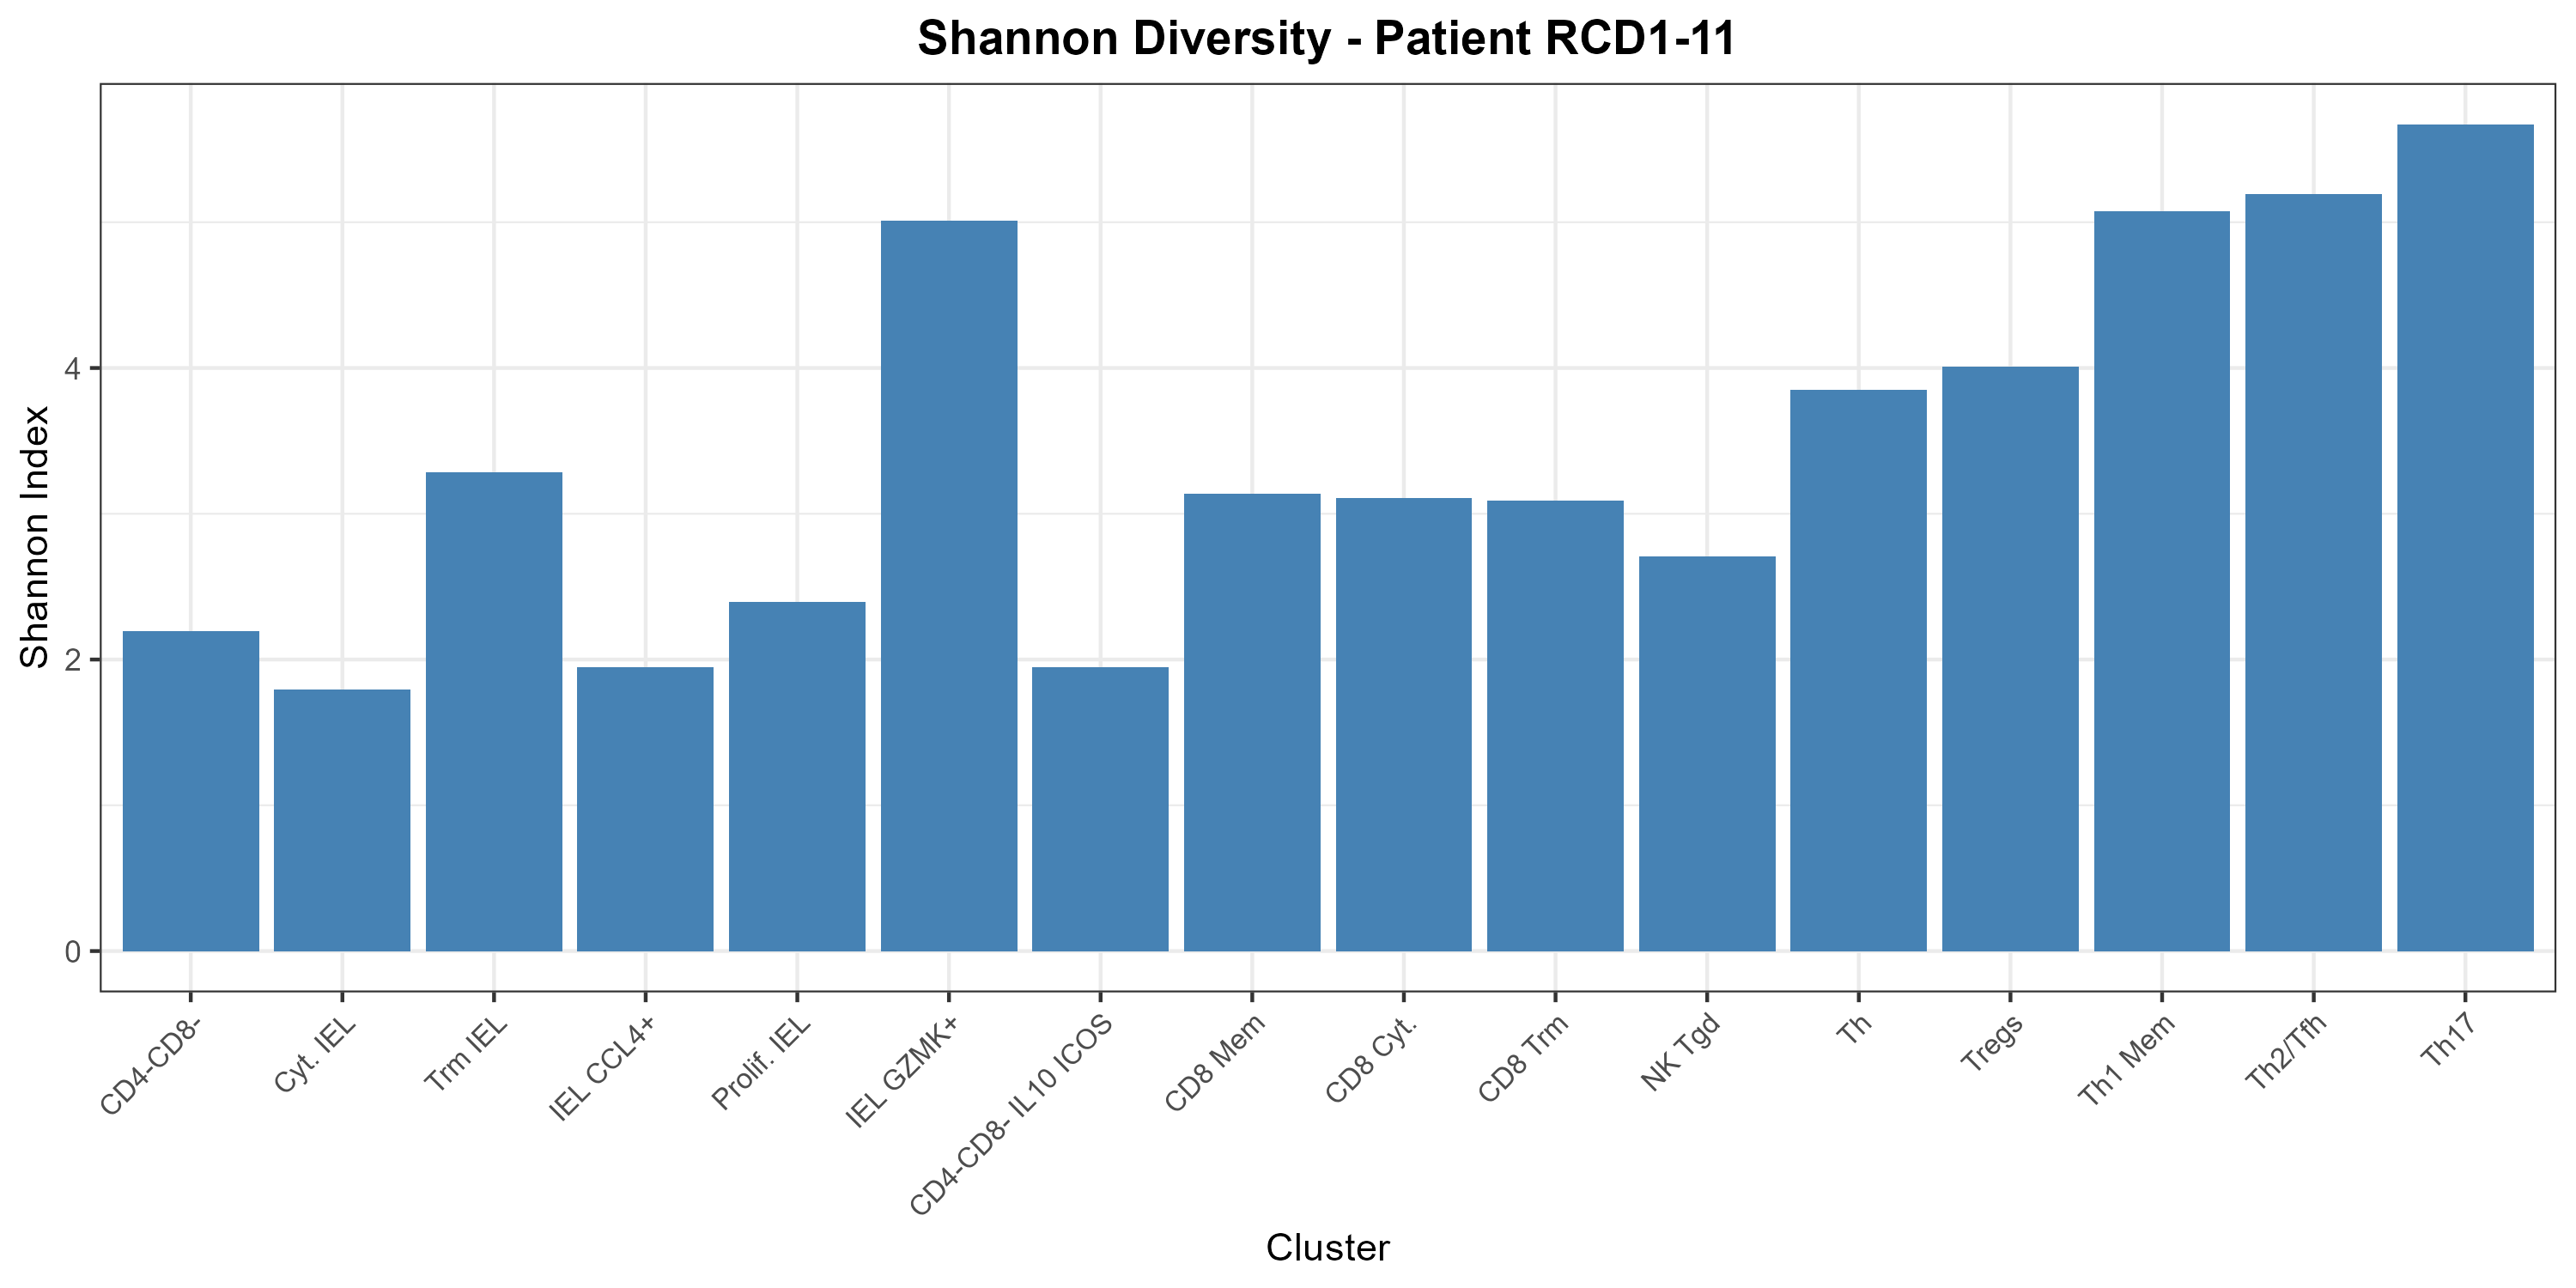 Shannon Diversity - Patient RCD1-11
Shannon Index
4
2
0
CD4-CD8-
Cyt. IEL
Trm IEL
IEL CCL4+
Prolif. IEL
IEL GZMK+
CD4-CD8- IL10 ICOS
CD8 Mem
CD8 Cyt.
CD8 Trm
NK Tgd
Th
Tregs
Th1 Mem
Th2/Tfh
Th17
Cluster